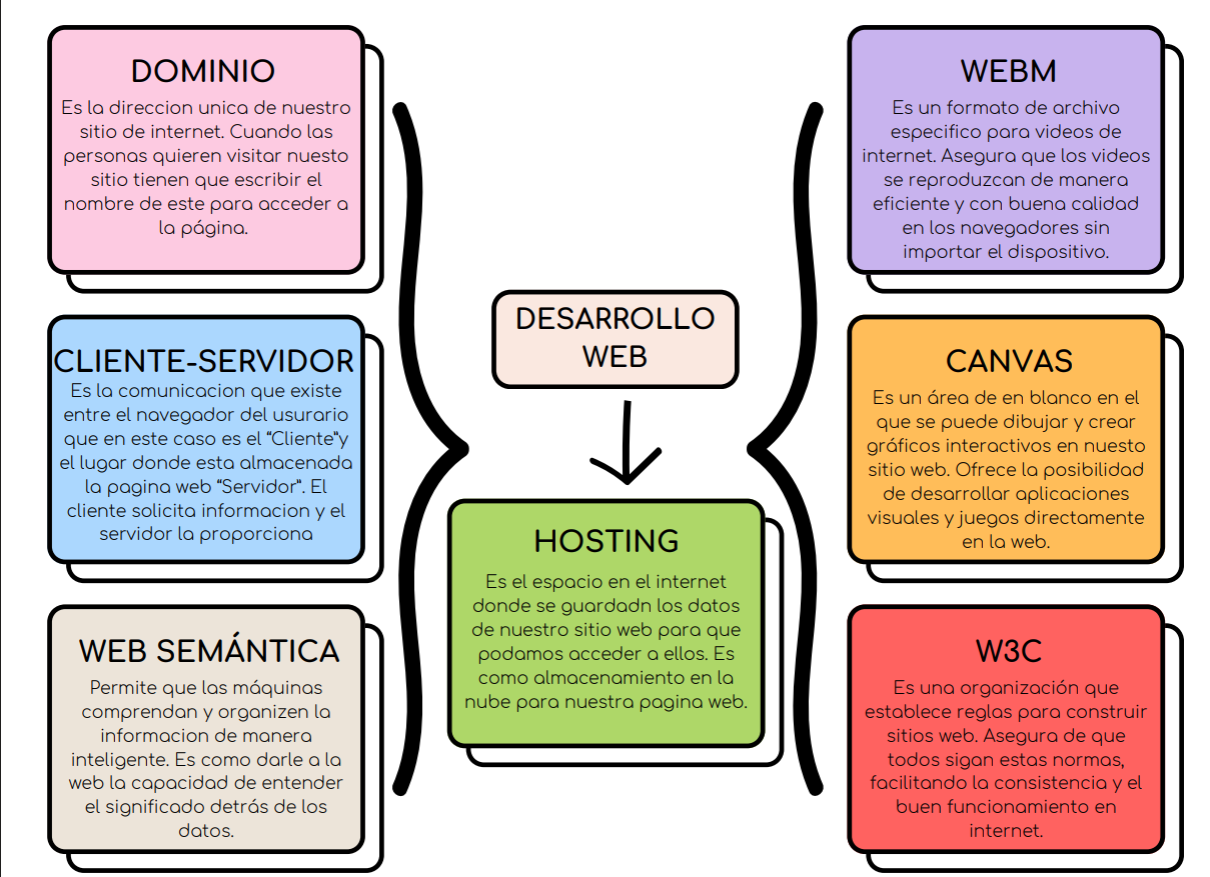 DOMINIO
Es la direccion unica de nuestro
sitio de internet. Cuando las
personas quieren visitar nuesto
sitio tienen que escribir el
nombre de este para acceder a
la página.
CLIENTE-SERVIDOR
Es la comunicacion que existe
entre el navegador del usurario
que en este caso es el “Cliente”y
el lugar donde esta almacenada
la pagina web “Servidor”. El
cliente solicita informacion y el
servidor la proporciona
WEB SEMÁNTICA
Permite que las máquinas
comprendan y organizen la
informacion de manera
inteligente. Es como darle a la
web la capacidad de entender
el significado detrás de los
datos.
DESARROLLO
WEB
HOSTING
Es el espacio en el internet
donde se guardadn los datos
de nuestro sitio web para que
podamos acceder a ellos. Es
como almacenamiento en la
nube para nuestra pagina web.
WEBM
Es un formato de archivo
especifico para videos de
internet. Asegura que los videos
se reproduzcan de manera
eficiente y con buena calidad
en los navegadores sin
importar el dispositivo.
CANVAS
Es un área de en blanco en el
que se puede dibujar y crear
gráficos interactivos en nuesto
sitio web. Ofrece la posibilidad
de desarrollar aplicaciones
visuales y juegos directamente
en la web.
W3C
Es una organización que
establece reglas para construir
sitios web. Asegura de que
todos sigan estas normas,
facilitando la consistencia y el
buen funcionamiento en
internet.